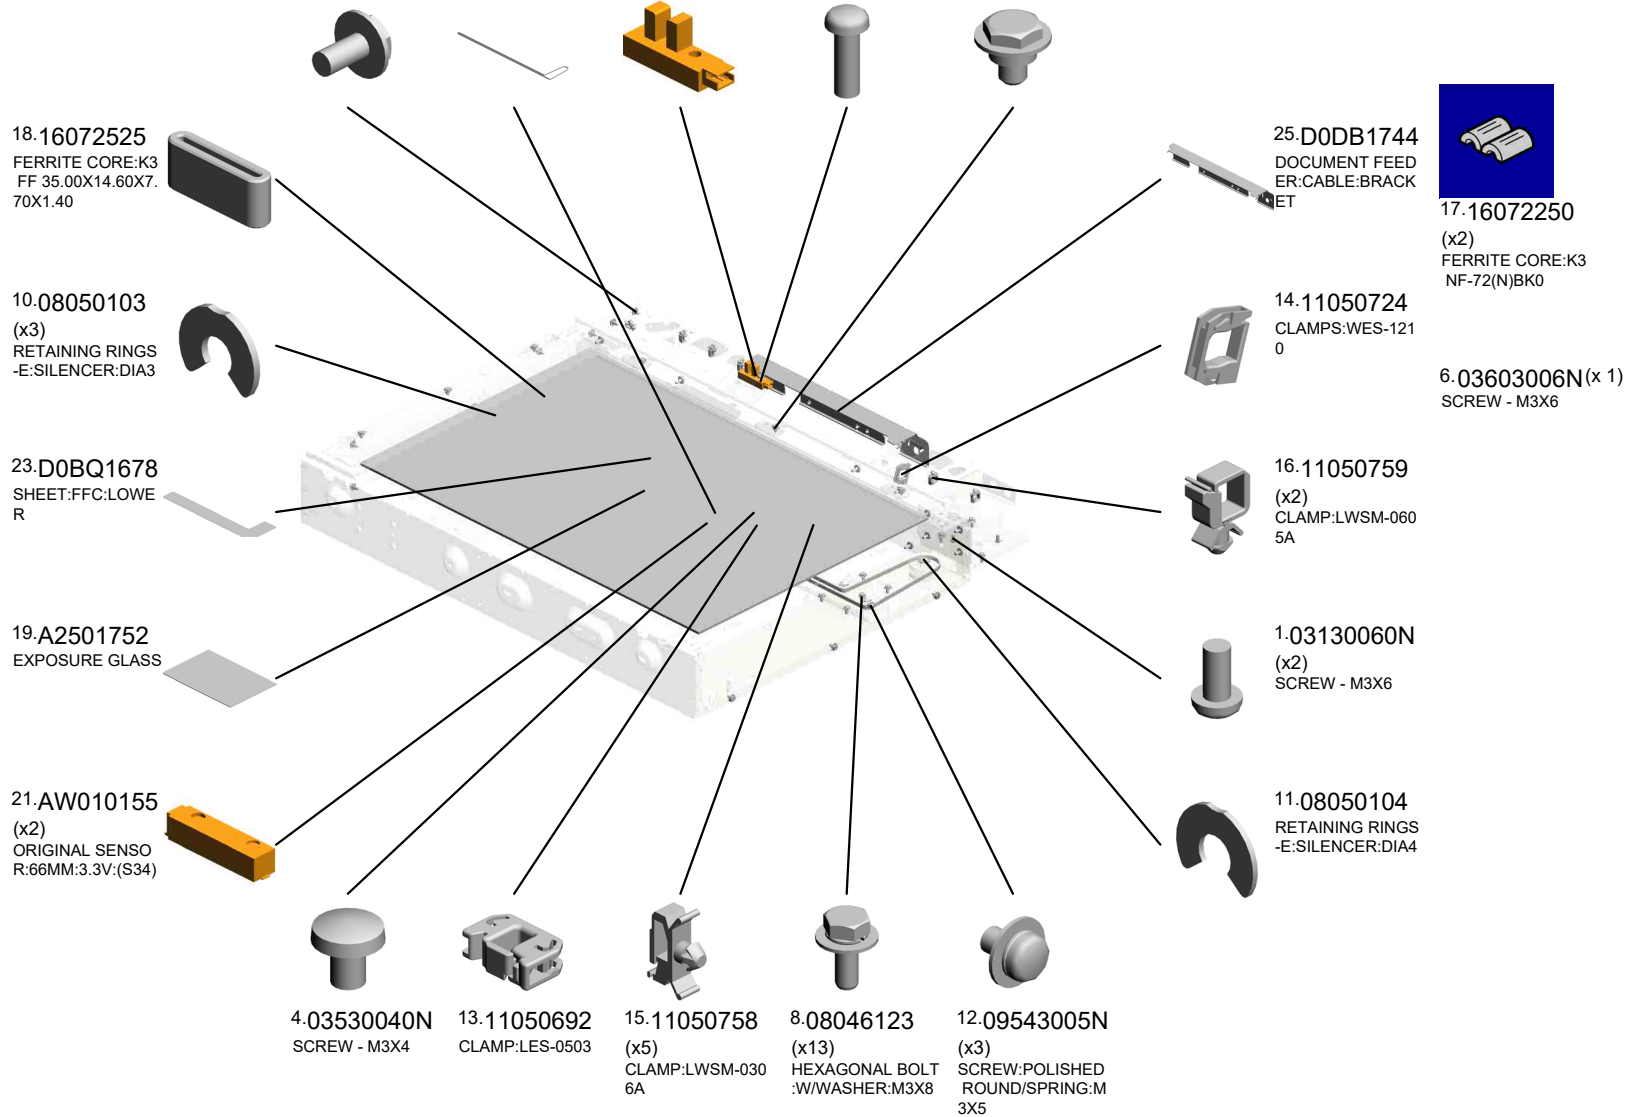 18.16072525
FERRITE CORE:K3
FF 35.00X14.60X7.
70X1.40
10.08050103
(x3)
RETAINING RINGS
-E:SILENCER:DIA3
23.D0BQ1678
SHEET:FFC:LOWE
R
19.A2501752
EXPOSURE GLASS
21.AW010155
(x2)
ORIGINAL SENSO
R:66MM:3.3V:(S34)
4.03530040N
SCREW - M3X4
13.11050692
CLAMP:LES-0503
15.11050758
(x5)
CLAMP:LWSM-030
6A
8.08046123
(x13)
HEXAGONAL BOLT
:W/WASHER:M3X8
12.09543005N
(x3)
SCREW:POLISHED
ROUND/SPRING:M
3X5
25.D0DB1744
DOCUMENT FEED
ER:CABLE:BRACK
ET
14.11050724
CLAMPS:WES-121
0
16.11050759
(x2)
CLAMP:LWSM-060
5A
1.03130060N
(x2)
SCREW - M3X6
11.08050104
RETAINING RINGS
-E:SILENCER:DIA4
17.16072250
(x2)
FERRITE CORE:K3
NF-72(N)BK0
6.03603006N(x 1)
SCREW - M3X6